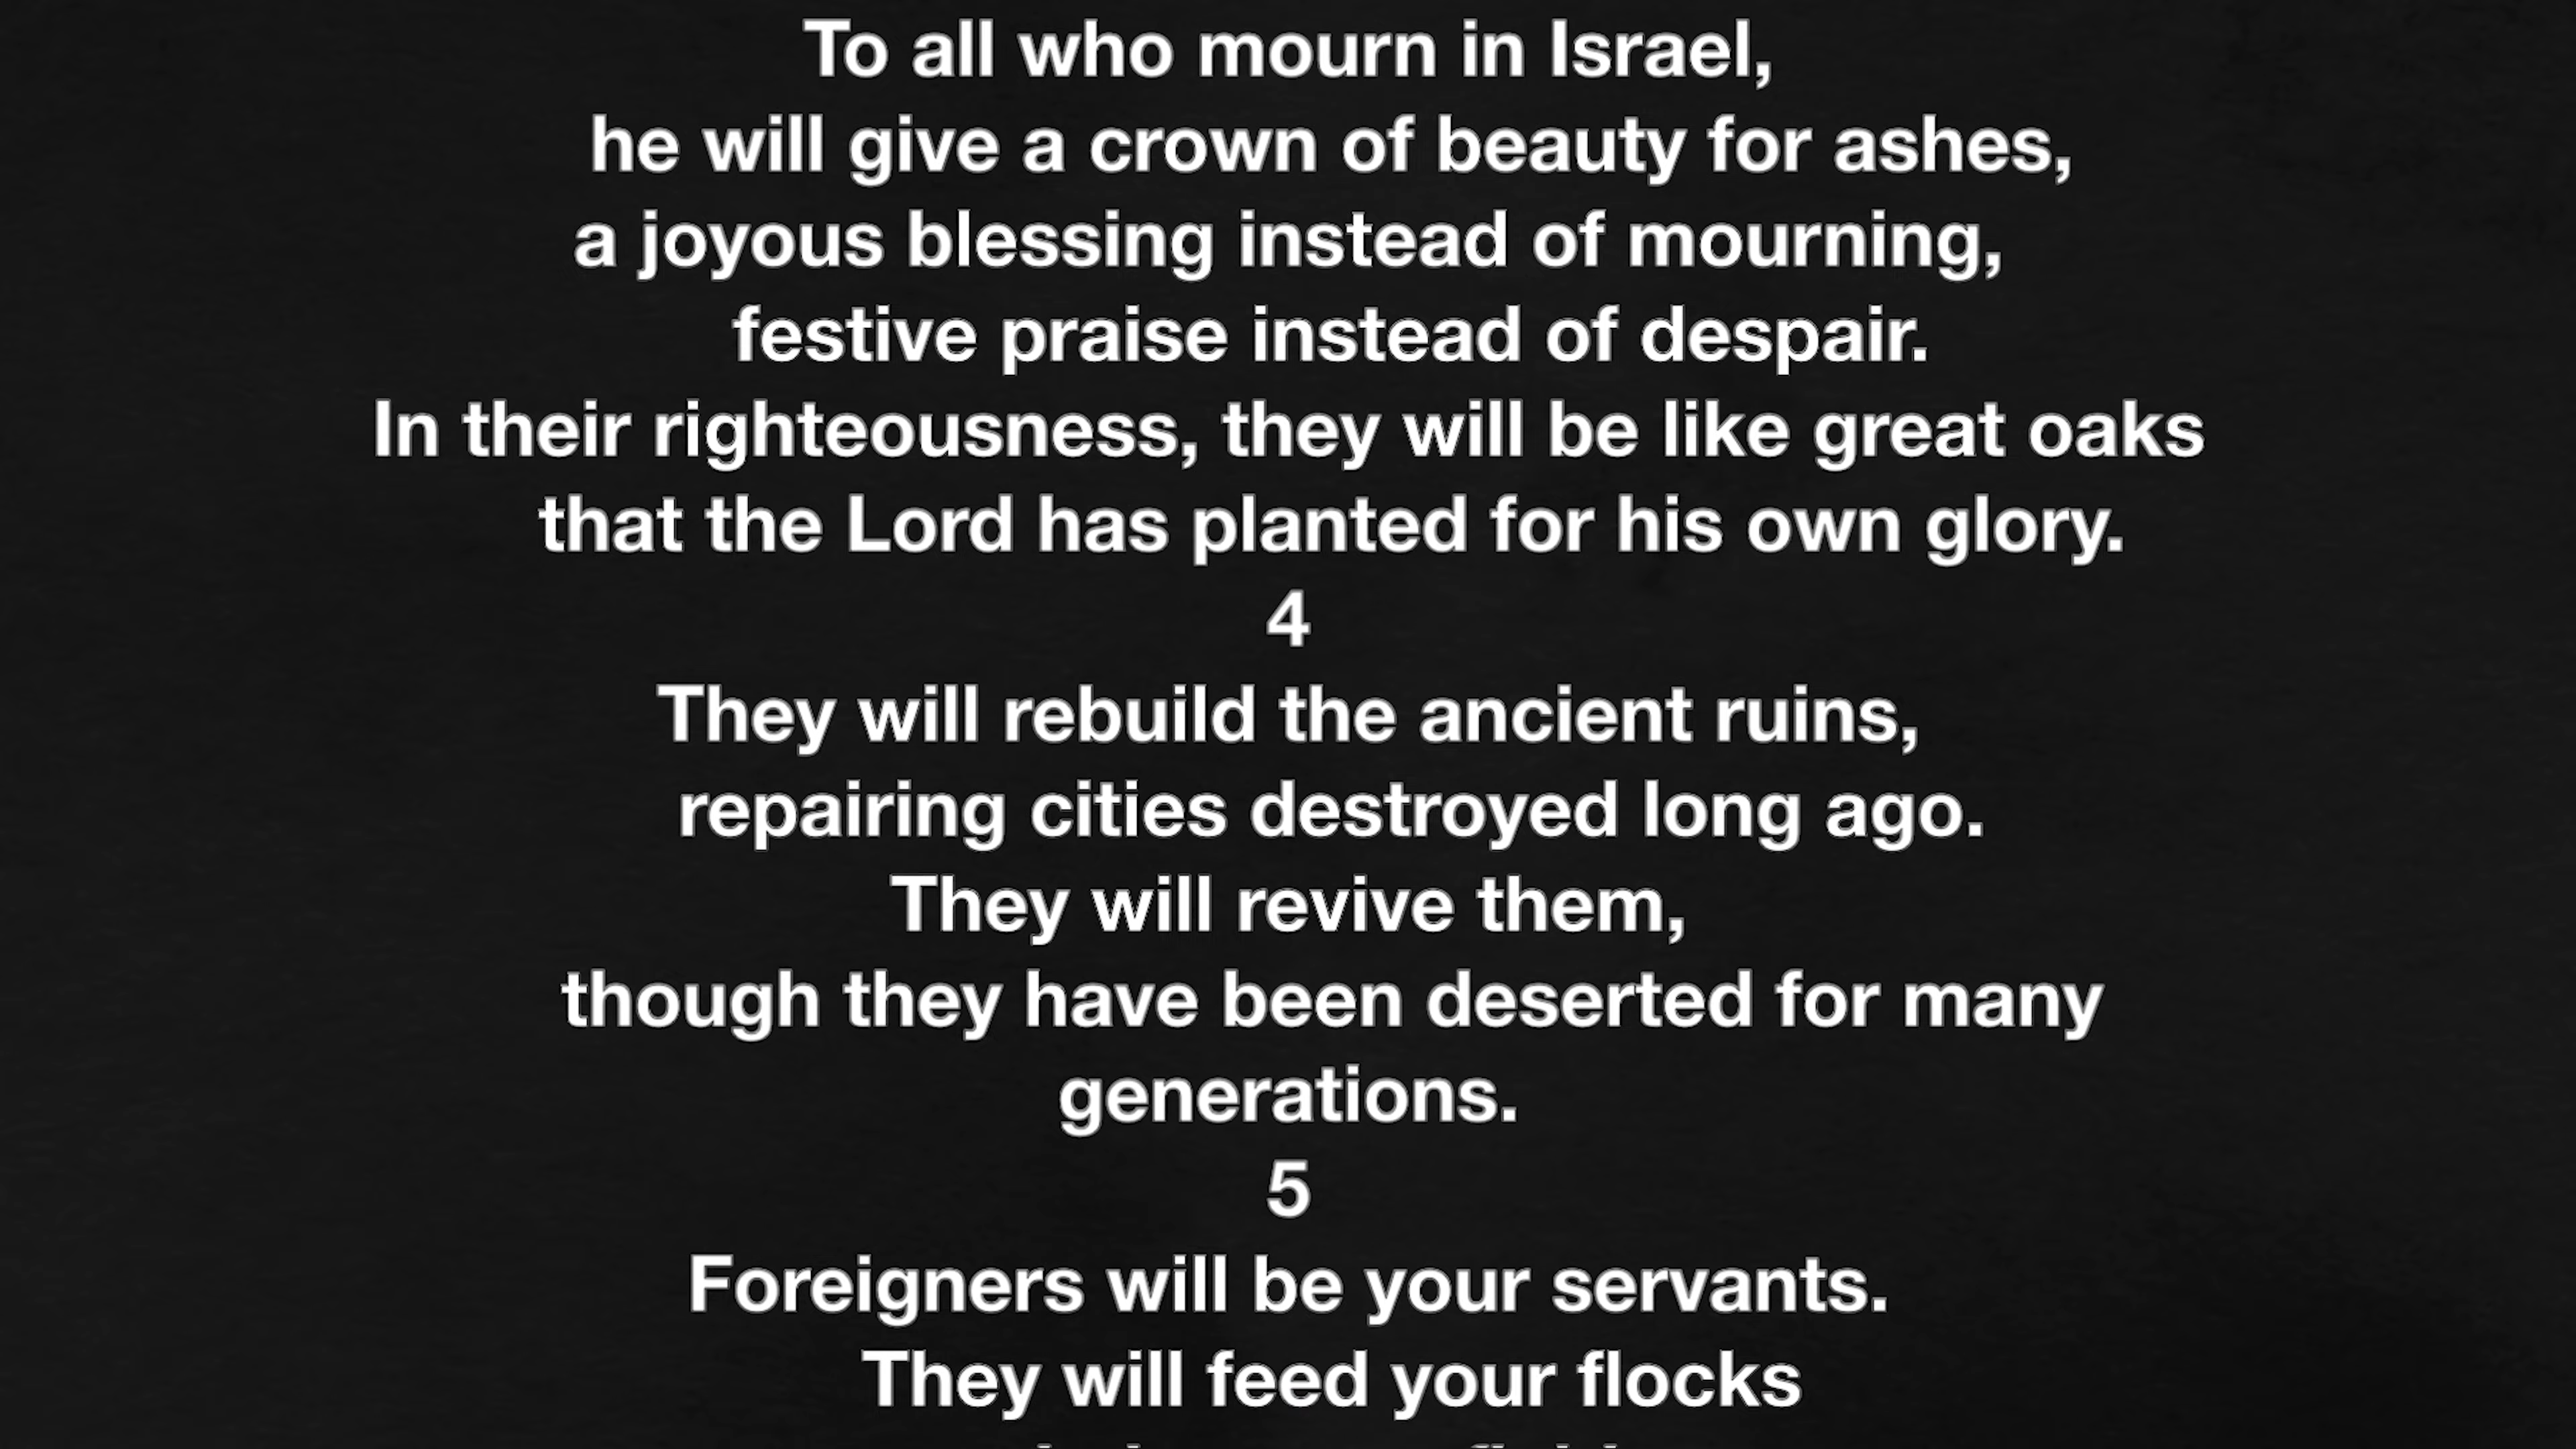 To all who mourn in Israel,
he will give a crown of beauty for ashes,
a joyous blessing instead of mourning,
festive praise instead of despair.
In their righteousness, they will be like great oaks
that the Lord has planted for his own glory.
4
They will rebuild the ancient ruins,
repairing cities destroyed long ago.
They will revive them,
though they have been deserted for many
generations.
5
Foreigners will be your servants.
They will feed your flocks